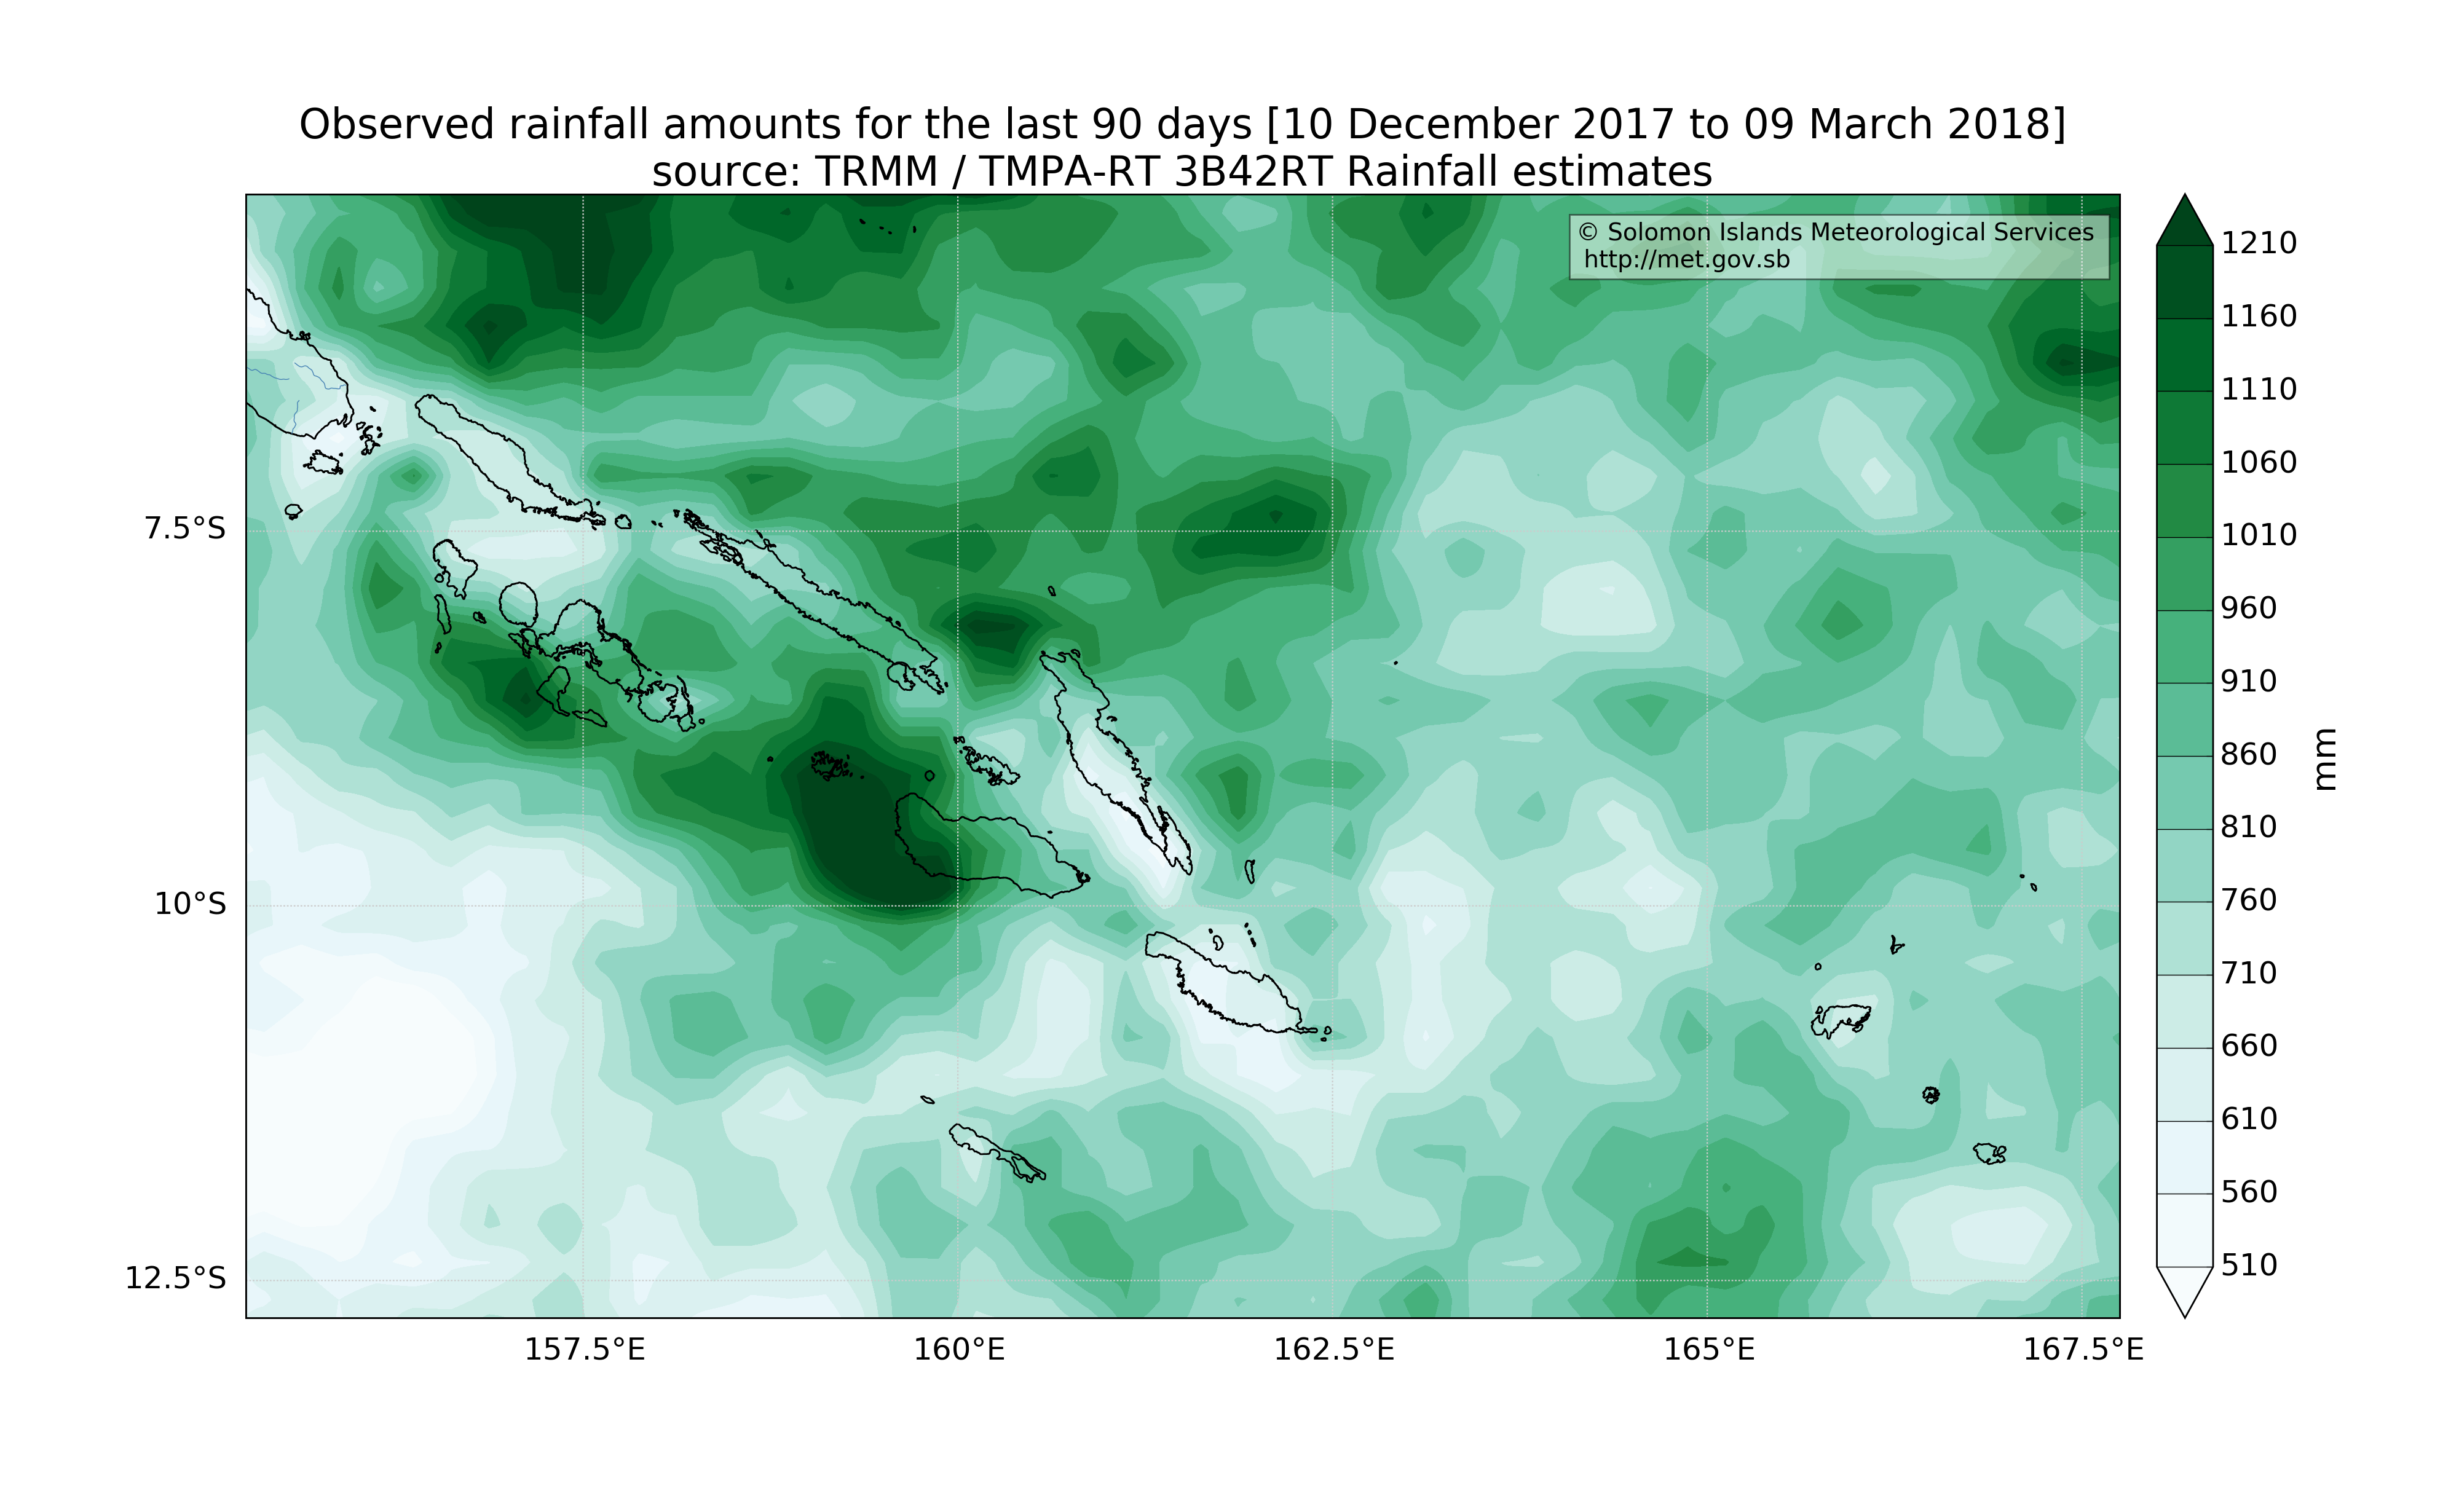 Observed rainfall amounts for the last 90 days [10 December 2017 to 09 March 2018]
source: TRMM / TMPA-RT 3B42RT Rainfall estimates
© Solomon Islands Meteorological Services
http://met.gov.sb
7.5°S
10°S
12.5°S
157.5°E
160°E
162.5°E
165°E
167.5°E
1210
1160
1110
1060
1010
960
910
860
810
760
710
660
610
560
510
mm